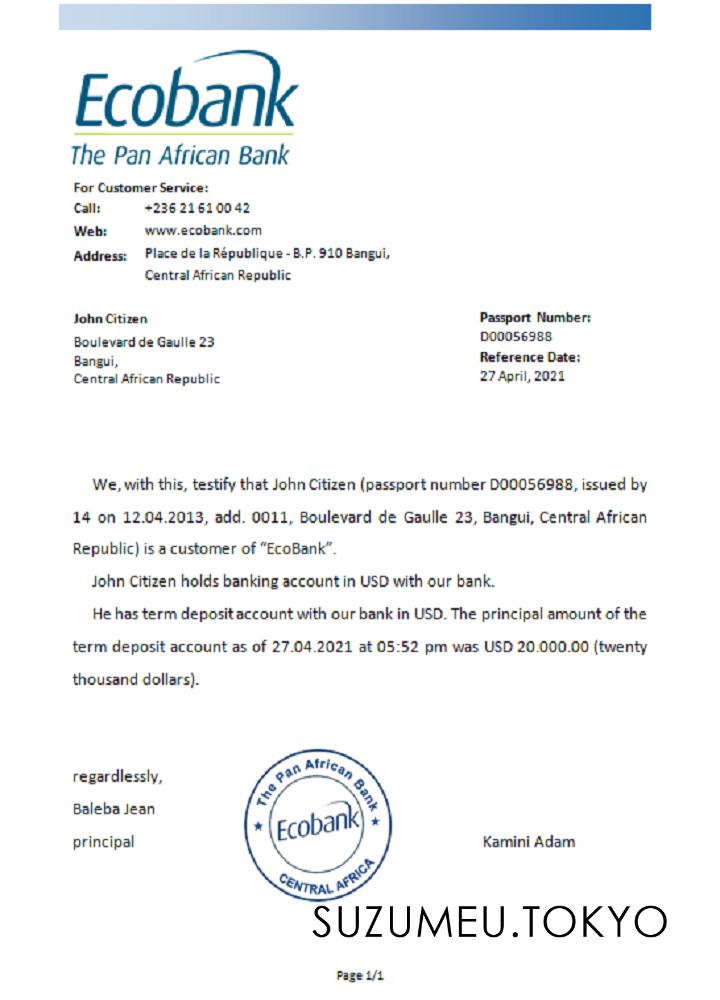 Ecobank
The Pan African Bank
For Customer Service:
Call: +236 21 61 00 42
Web: www.ecobank.com
Address: Place de la République - B.P. 910 Bangui,
Central African Republic
John Citizen
Boulevard de Gaulle 23
Bangui,
Central African Republic
Passport Number:
D00056988
Reference Date:
27 April, 2021
We, with this, testify that John Citizen (passport number D00056988, issued by
14 on 12.04.2013, add. 0011, Boulevard de Gaulle 23, Bangui, Central African
Republic) is a customer of “EcoBank”.
John Citizen holds banking account in USD with our bank.
He has term deposit account with our bank in USD. The principal amount of the
term deposit account as of 27.04.2021 at 05:52 pm was USD 20.000.00 (twenty
thousand dollars).
regardlessly,
Baleba Jean
principal
The Pan African Bank
Ecobank
CENTRAL AFRICA
Kamini Adam
SUZUMEU.TOKYO
Page 1/1